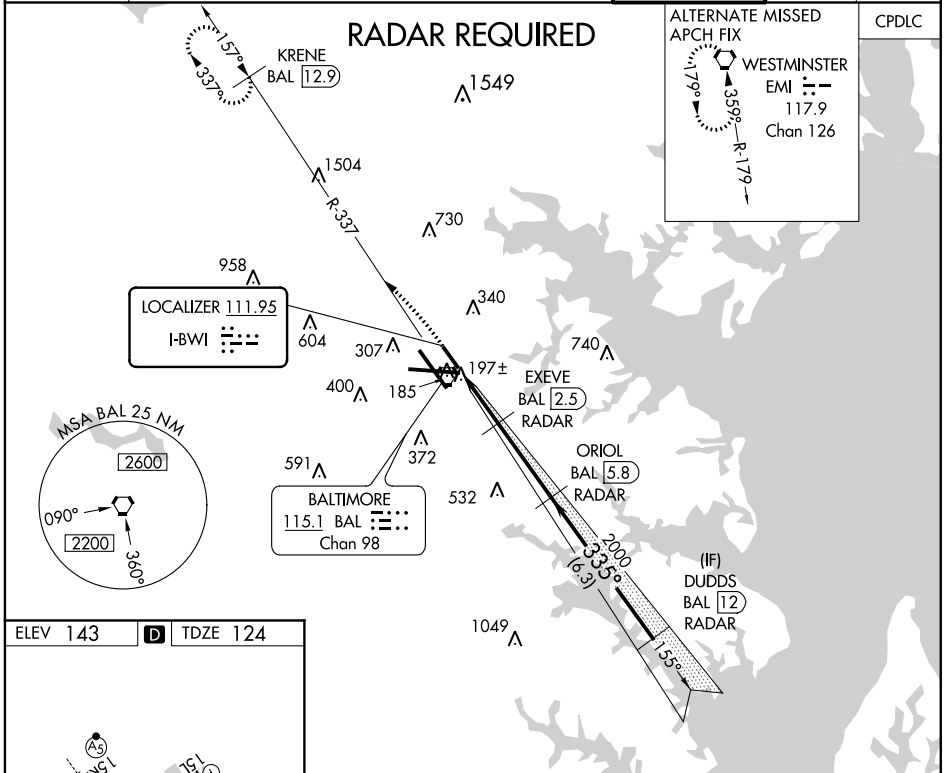 RADAR REQUIRED
ALTERNATE MISSED
APCH FIX
CPDLC
WESTMINSTER
EMI
117.9
Chan 126
179°
359°
R-179
157°
337°
KRENE
BAL 12.9
1549
1504
R-337
730
958
LOCALIZER 111.95
I-BWI
604
340
307
740
197±
185
400
EXEVE
BAL 2.5
RADAR
372
591
ORIOL
BAL 5.8
RADAR
532
MSA BAL 25 NM
2600
090°
2200
360°
BALTIMORE
115.1 BAL
Chan 98
2000
335°
(6.3)
(IF)
DUDDS
BAL 12
RADAR
1049
155°
ELEV 143
D
TDZE 124
A5
15L